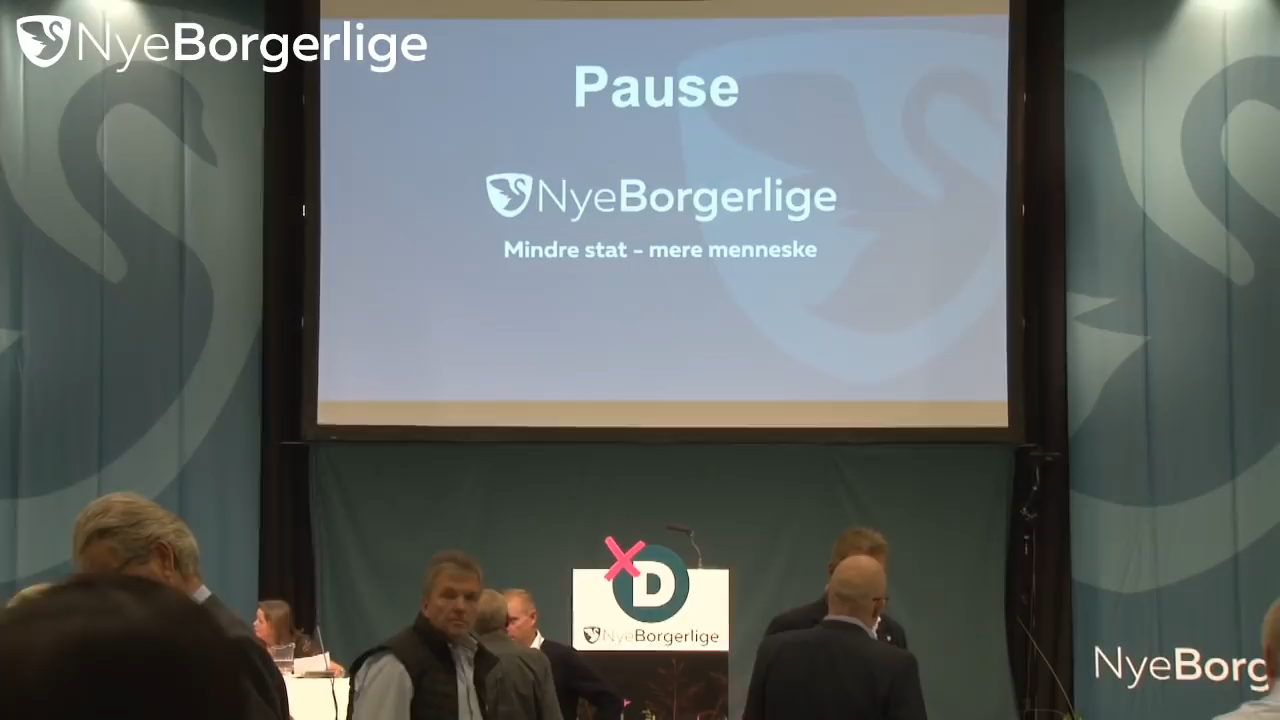 NyeBorgerlige
Pause
NyeBorgerlige
Mindre stat - mere menneske
D
NyeBorgerlige
NyeBorg